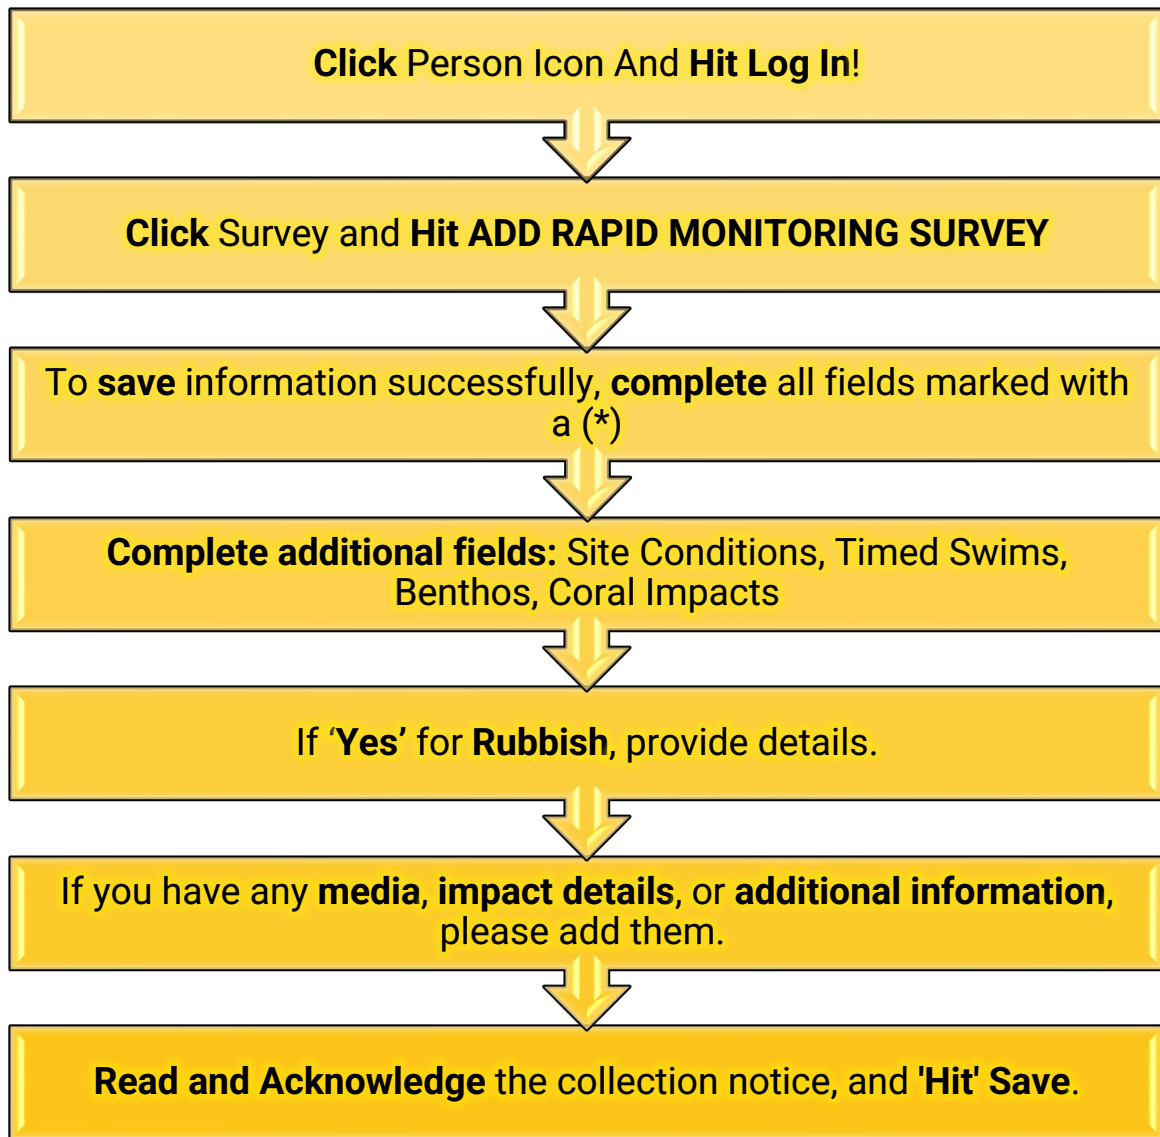 Click Person Icon And Hit Log In!
Click Survey and Hit ADD RAPID MONITORING SURVEY
To save information successfully, complete all fields marked with
a (*)
Complete additional fields: Site Conditions, Timed Swims,
Benthos, Coral Impacts
If ‘Yes’ for Rubbish, provide details.
If you have any media, impact details, or additional information,
please add them.
Read and Acknowledge the collection notice, and 'Hit' Save.